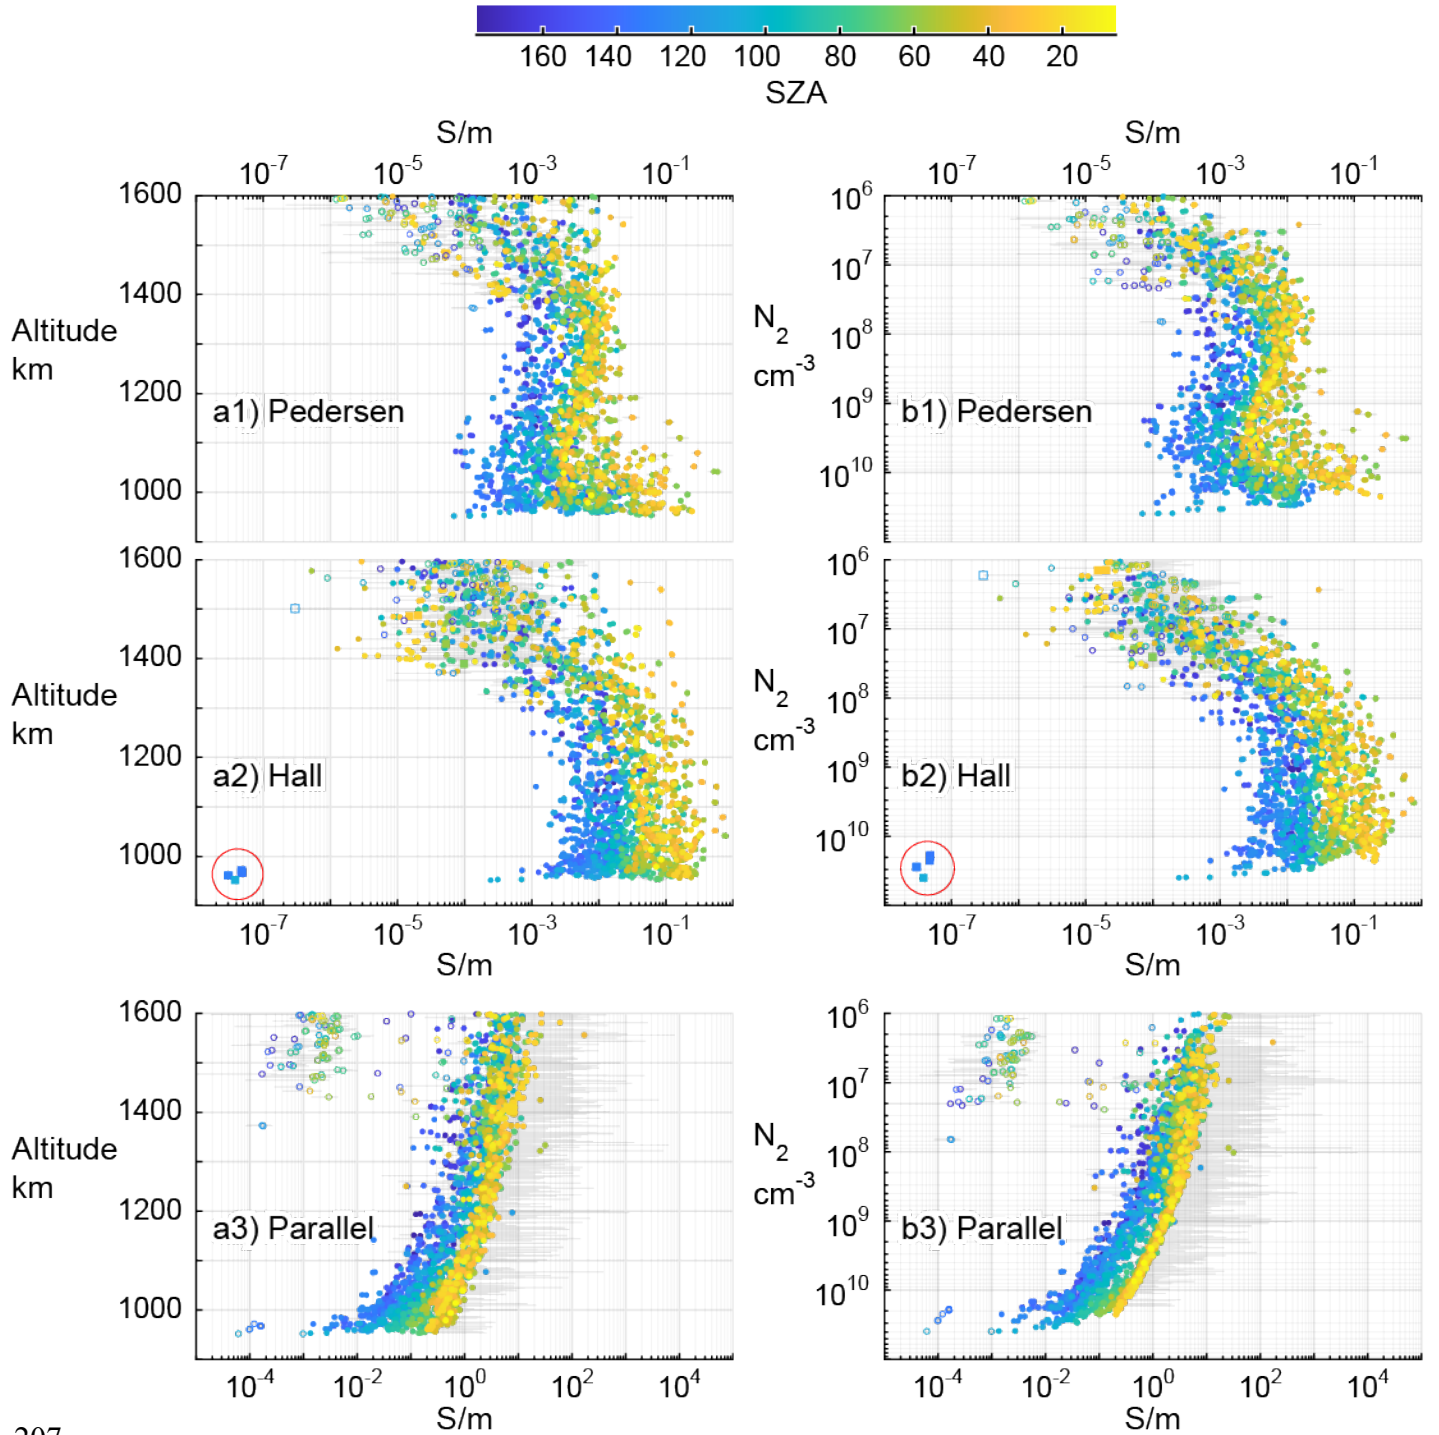 160 140 120 100 80 60 40 20
SZA
S/m S/m
10-7 10-5 10-3 10-1 10-7 10-5 10-3 10-1
1600
1400
1200
1000
Altitude
km
a1) Pedersen
106
107
108
109
1010
N2
cm-3
b1) Pedersen
1600
1400
1200
1000
Altitude
km
a2) Hall
106
107
108
109
1010
N2
cm-3
b2) Hall
10-7 10-5 10-3 10-1 10-7 10-5 10-3 10-1
S/m S/m
1600
1400
1200
1000
Altitude
km
a3) Parallel
106
107
108
109
1010
N2
cm-3
b3) Parallel
10-4 10-2 100 102 104 10-4 10-2 100 102 104
S/m S/m